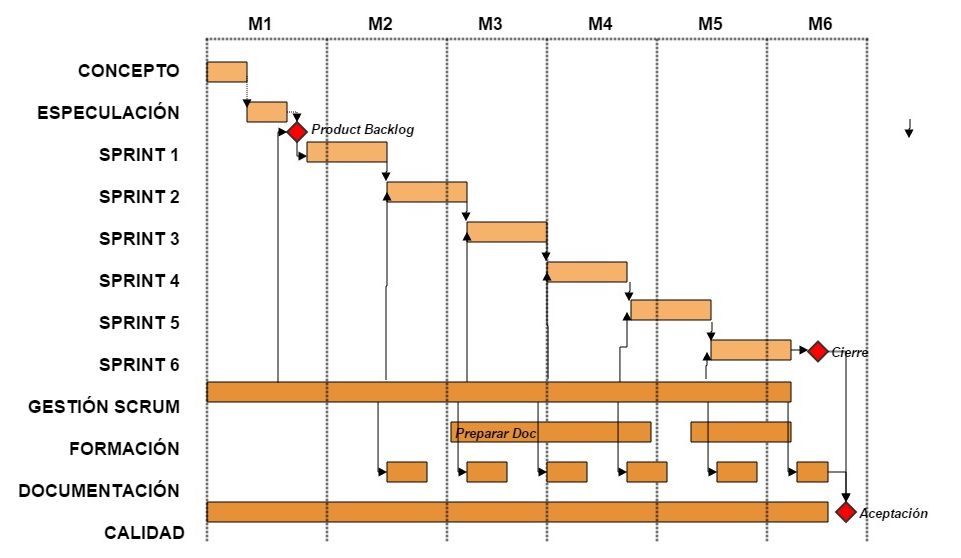 M1 M2 M3 M4 M5 M6
CONCEPTO
ESPECULACIÓN
Product Backlog
SPRINT 1
SPRINT 2
SPRINT 3
SPRINT 4
SPRINT 5
Cierre
SPRINT 6
GESTIÓN SCRUM
Preparar Doc
FORMACIÓN
DOCUMENTACIÓN
Aceptación
CALIDAD